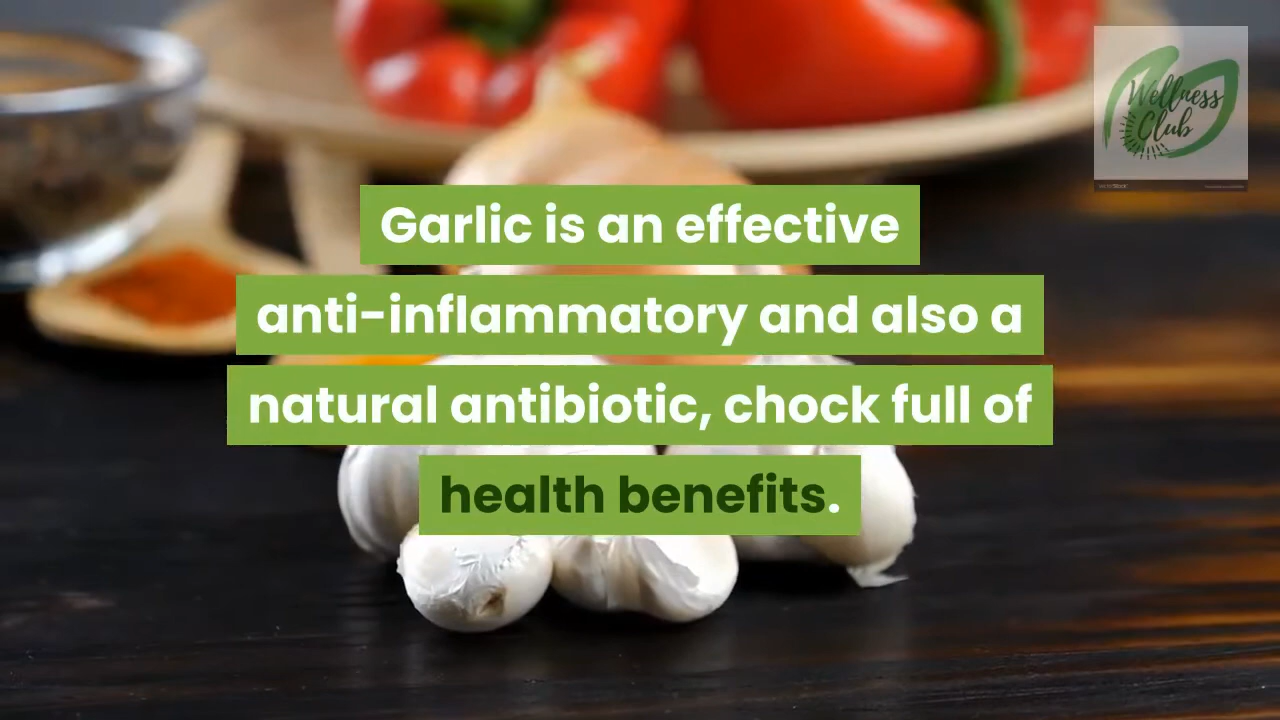 Wellness
Club
Garlic is an effective
anti-inflammatory and also a
natural antibiotic, chock full of
health benefits.